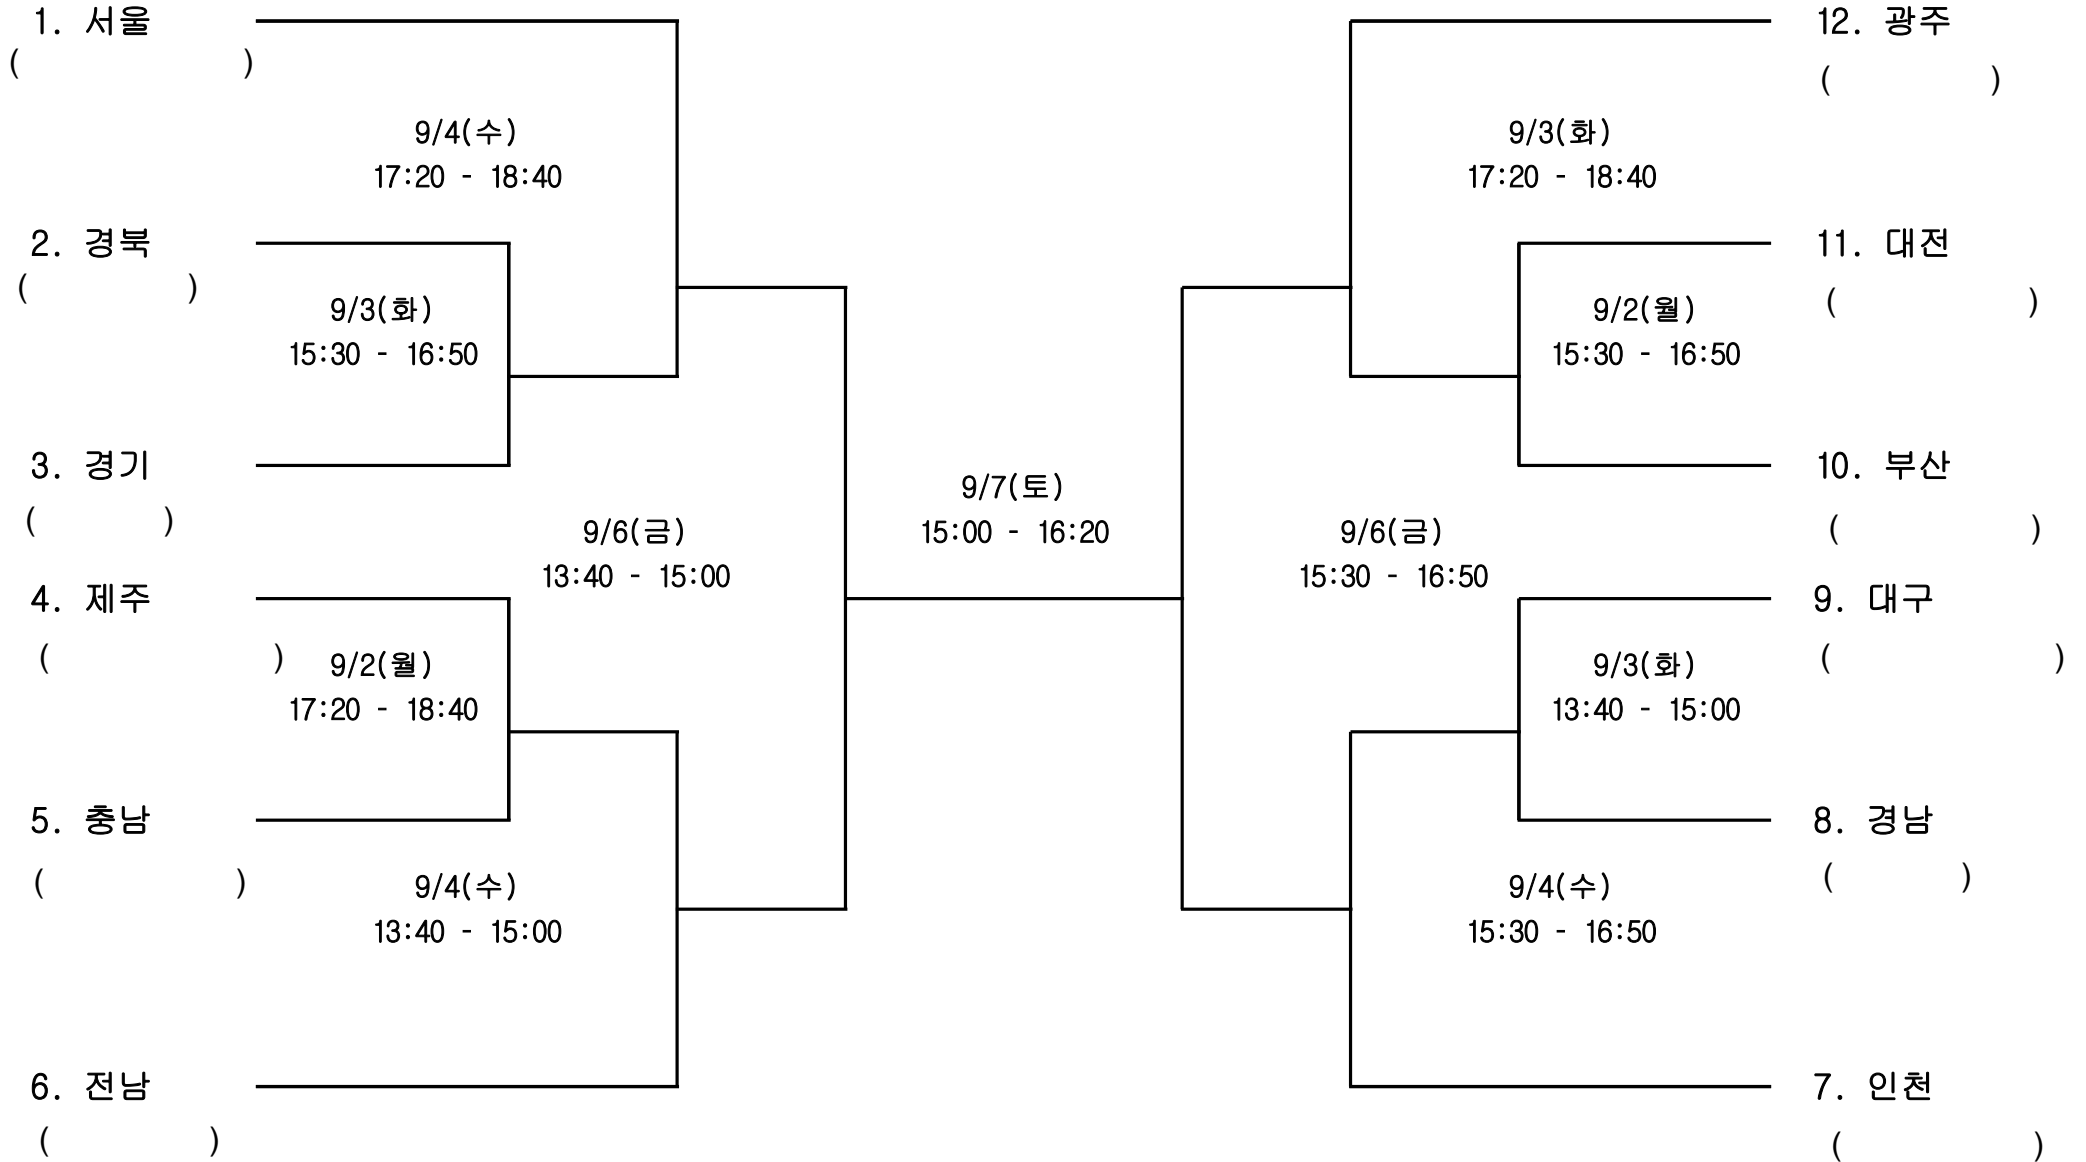 1. 서울
(               )
9/4(수)
17:20 - 18:40
2. 경북
(          )
9/3(화)
15:30 - 16:50
3. 경기
(        )
9/6(금)
13:40 - 15:00
4. 제주
(               )
9/2(월)
17:20 - 18:40
5. 충남
(            )
9/4(수)
13:40 - 15:00
6. 전남
(          )
9/7(토)
15:00 - 16:20
12. 광주
(          )
9/3(화)
17:20 - 18:40
11. 대전
(            )
9/2(월)
15:30 - 16:50
10. 부산
(            )
9/6(금)
15:30 - 16:50
9. 대구
(              )
9/3(화)
13:40 - 15:00
8. 경남
(        )
9/4(수)
15:30 - 16:50
7. 인천
(            )